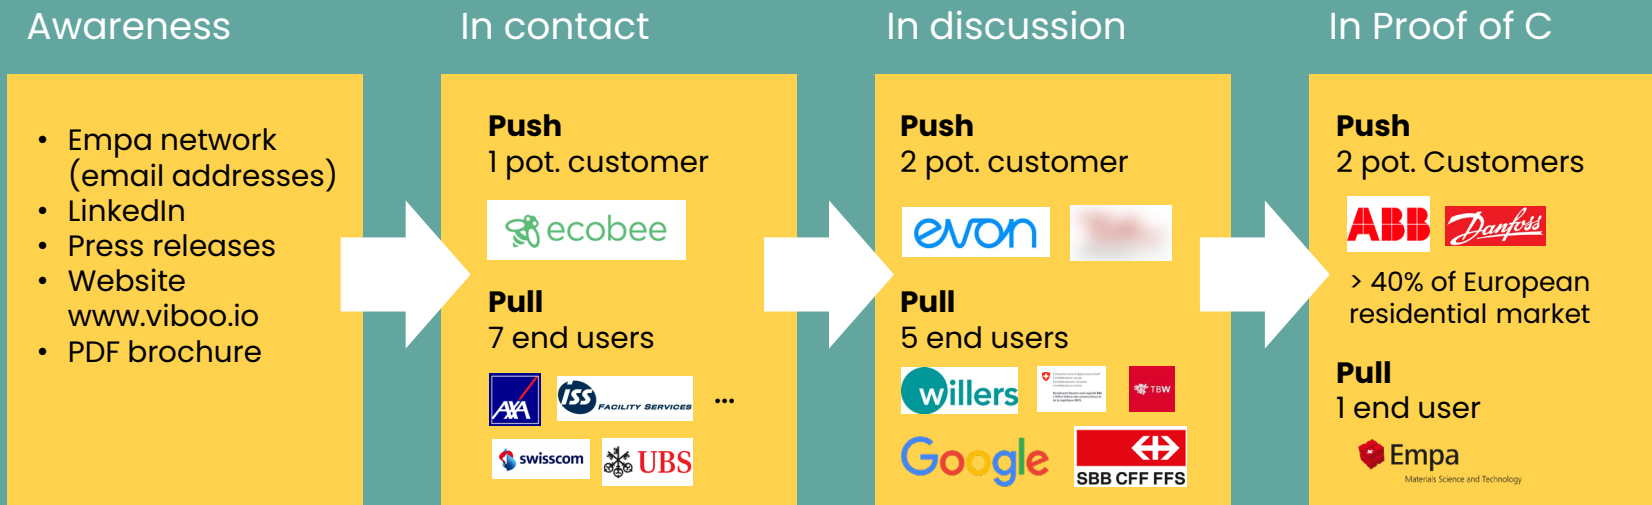 Awareness
In contact
In discussion
In Proof of C
• Empa network
(email addresses)
• LinkedIn
• Press releases
• Website
www.viboo.io
• PDF brochure
Push
1 pot. customer
ecobee
Pull
7 end users
AXA
ISS FACILITY SERVICES
...
swisscom
UBS
Push
2 pot. customer
evon
Pull
5 end users
willers
TBW
Google
SBB CFF FFS
Push
2 pot. Customers
ABB
Danfoss
> 40% of European
residential market
Pull
1 end user
Empa
Materials Science and Technology